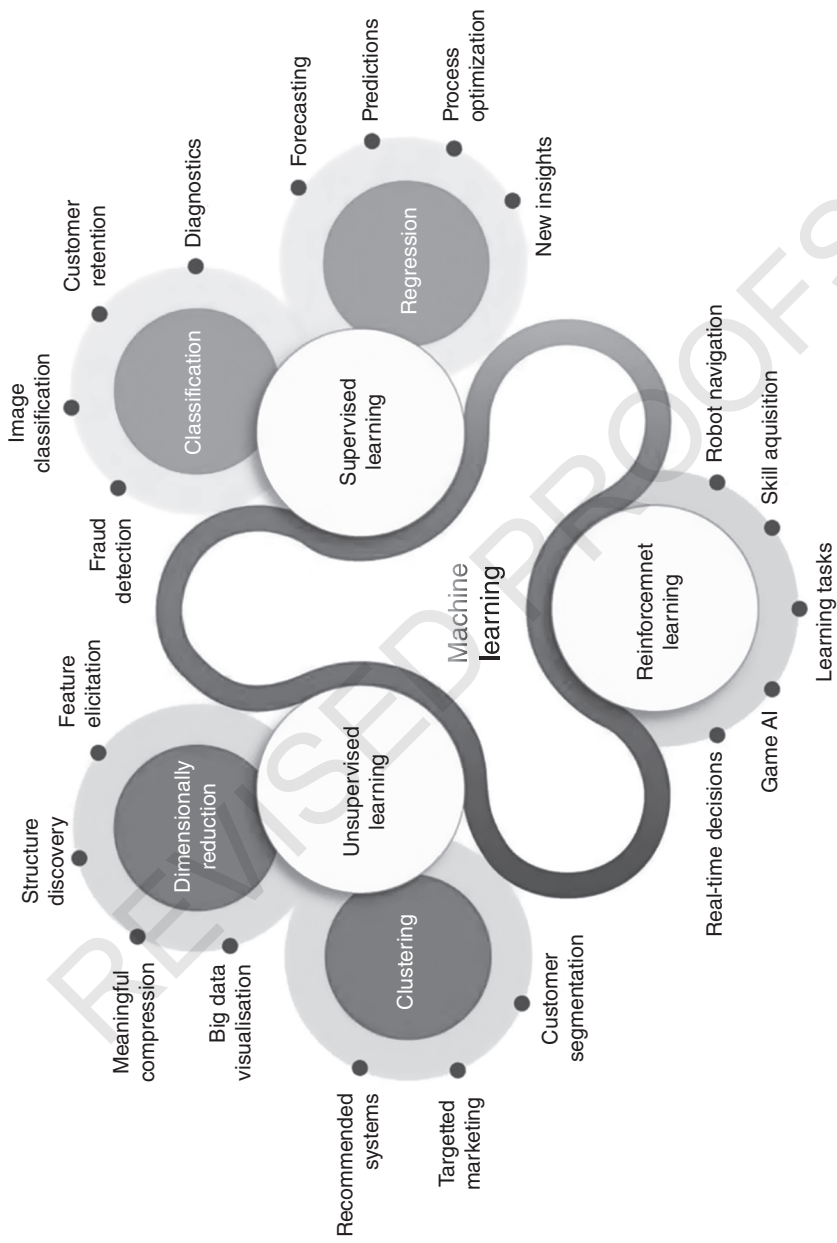 Meaningful
compression
Structure
discovery
Feature
elicitation
Big data
visualisation
Dimensionally
reduction
Recommended
systems
Clustering
Targetted
marketing
Customer
segmentation
Unsupervised
learning
Fraud
detection
Image
classification
Customer
retention
Diagnostics
Classification
Supervised
learning
Regression
Forecasting
Predictions
Process
optimization
New insights
Machine
learning
Reinforcemnet
learning
Real-time decisions
Game AI
Learning tasks
Skill aquisition
Robot navigation
REVISED PROOFS